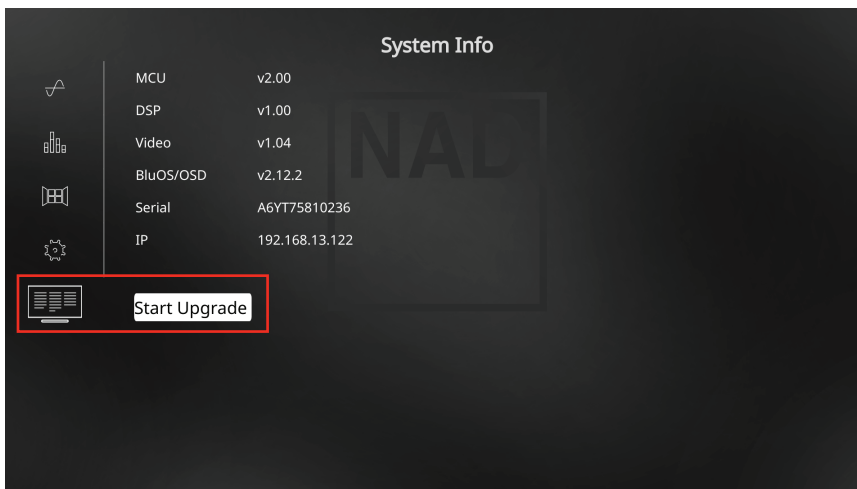 System Info
MCU v2.00
DSP v1.00
Video v1.04
BluOS/OSD v2.12.2
Serial A6YT75810236
IP 192.168.13.122
NAD
Start Upgrade